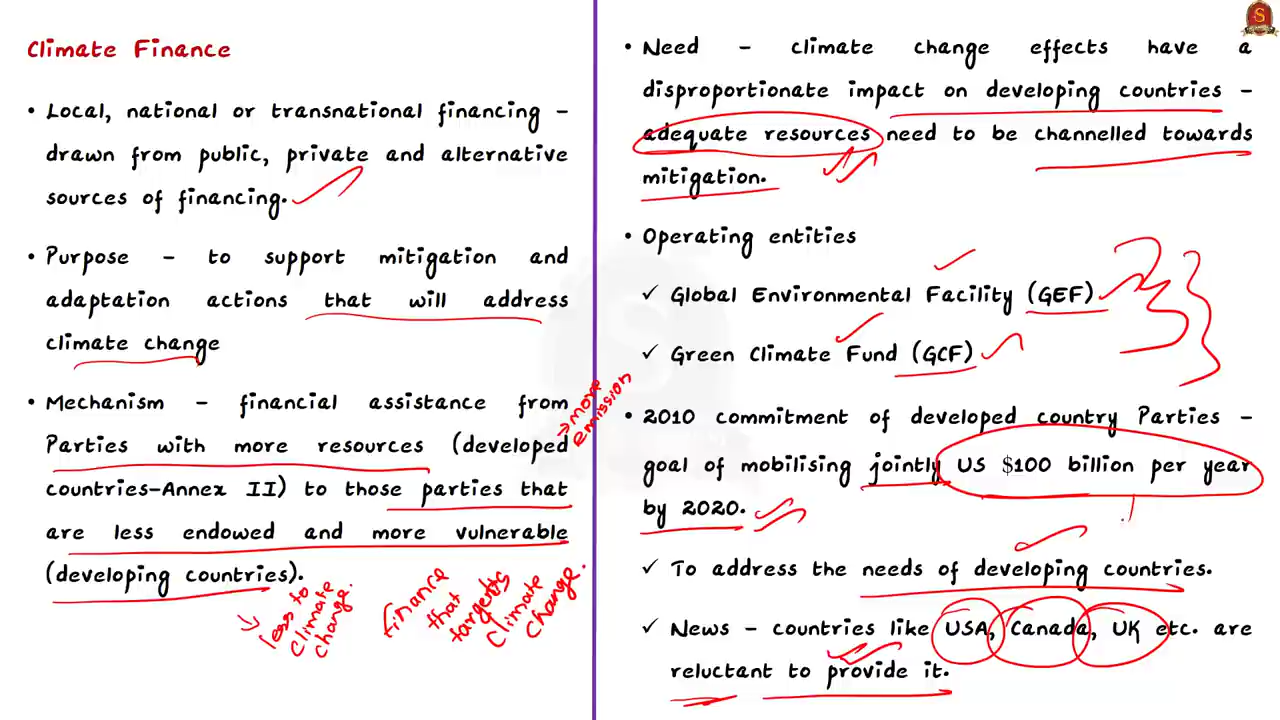 Climate Finance
• Local, national or transnational financing –
drawn from public, private and alternative
sources of financing.
• Purpose – to support mitigation and
adaptation actions that will address
climate change
• Mechanism – financial assistance from
Parties with more resources (developed
countries-Annex II) to those parties that
are less endowed and more vulnerable
(developing countries).
→ more
emission
→ less to
climate
change.
Finance
that
targets
climate
change.
• Need – climate change effects have a
disproportionate impact on developing countries –
adequate resources need to be channelled towards
mitigation.
• Operating entities
✓ Global Environmental Facility (GEF)
✓ Green Climate Fund (GCF)
• 2010 commitment of developed country Parties –
goal of mobilising jointly US $100 billion per year
by 2020.
✓ To address the needs of developing countries.
✓ News – countries like USA, Canada, UK etc. are
reluctant to provide it.
S